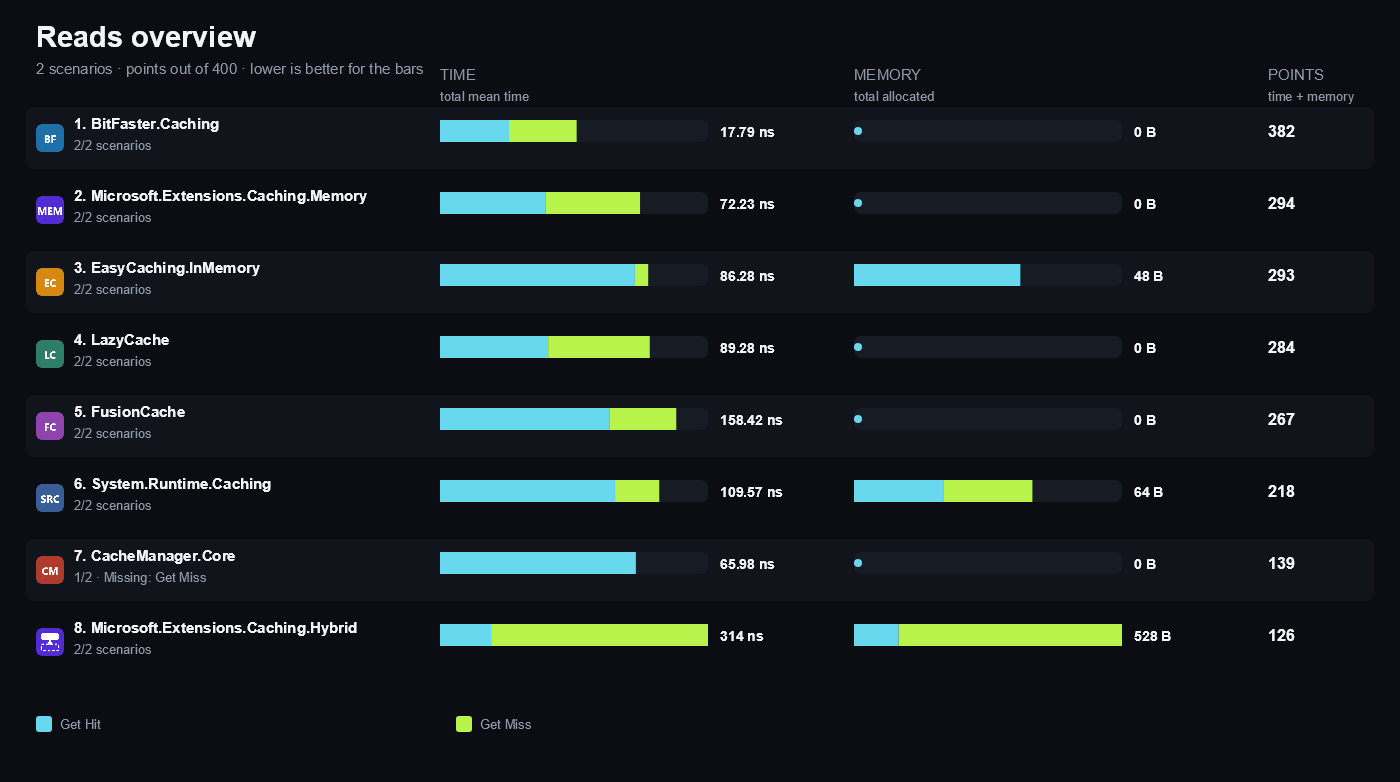 Reads overview
2 scenarios · points out of 400 · lower is better for the bars
TIME
total mean time
MEMORY
total allocated
POINTS
time + memory
BF
1. BitFaster.Caching
2/2 scenarios
17.79 ns
0 B
382
MEM
2. Microsoft.Extensions.Caching.Memory
2/2 scenarios
72.23 ns
0 B
294
EC
3. EasyCaching.InMemory
2/2 scenarios
86.28 ns
48 B
293
LC
4. LazyCache
2/2 scenarios
89.28 ns
0 B
284
FC
5. FusionCache
2/2 scenarios
158.42 ns
0 B
267
SRC
6. System.Runtime.Caching
2/2 scenarios
109.57 ns
64 B
218
CM
7. CacheManager.Core
1/2 · Missing: Get Miss
65.98 ns
0 B
139
8. Microsoft.Extensions.Caching.Hybrid
2/2 scenarios
314 ns
528 B
126
Get Hit
Get Miss